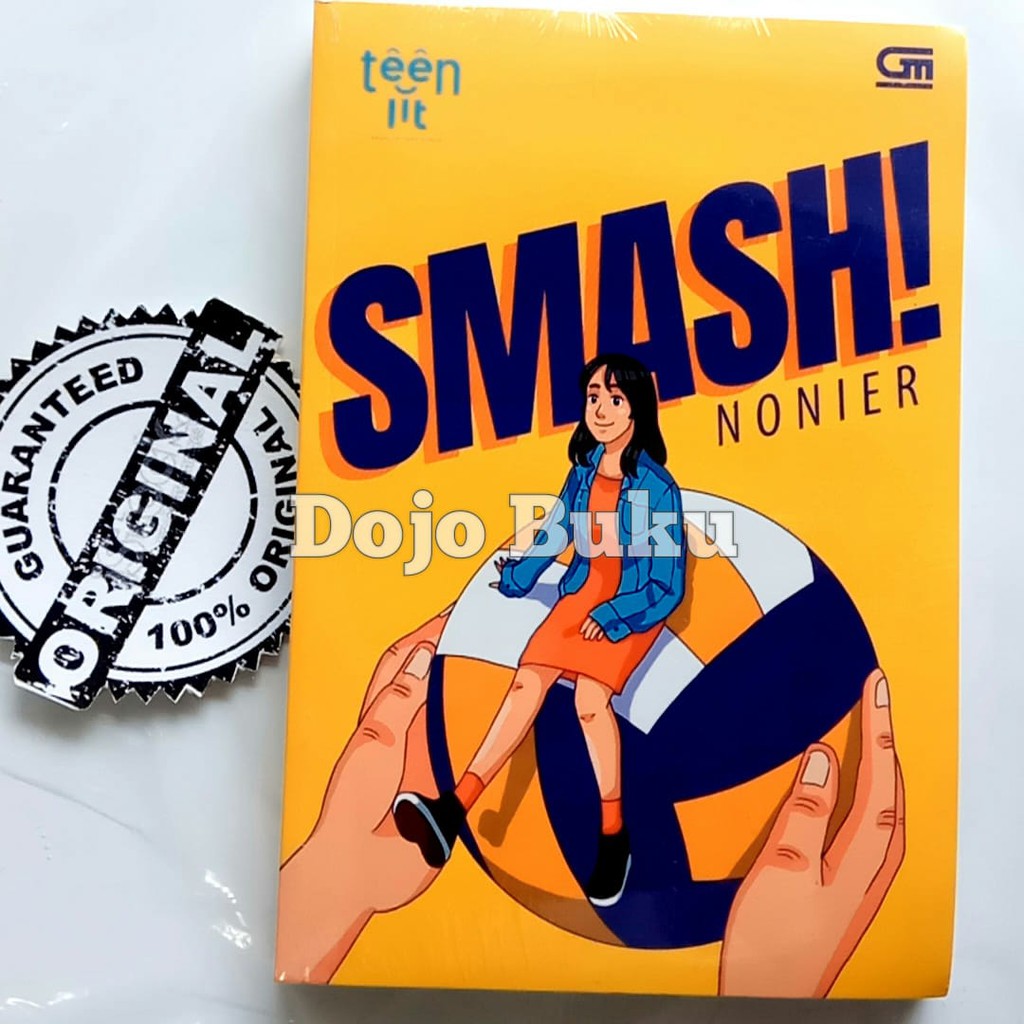 teen
lit
GM
SMASH!
NONIER
Dojo Buku
GUARANTEED
ORIGINAL
100% ORIGINAL